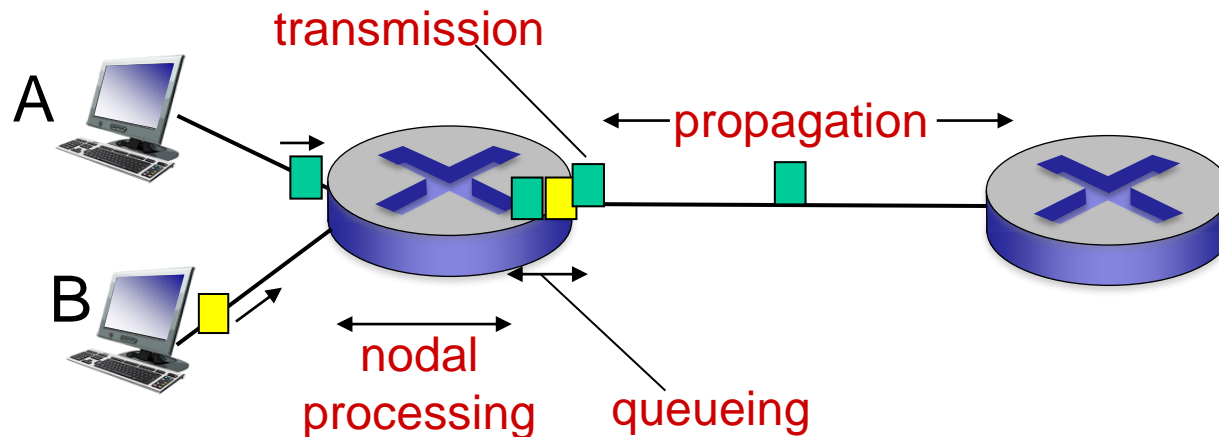 transmission
A
propagation
B
nodal
processing
queueing